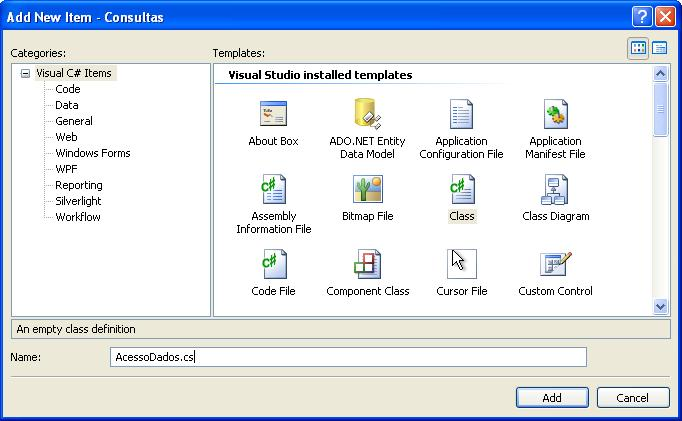 Add New Item - Consultas
Categories:
Templates:
Visual C# Items
Code
Data
General
Web
Windows Forms
WPF
Reporting
Silverlight
Workflow
Visual Studio installed templates
About Box
ADO.NET Entity
Data Model
Application
Configuration File
Application
Manifest File
Assembly
Information File
Bitmap File
Class
Class Diagram
Code File
Component Class
Cursor File
Custom Control
An empty class definition
Name:
AcessoDados.cs
Add
Cancel